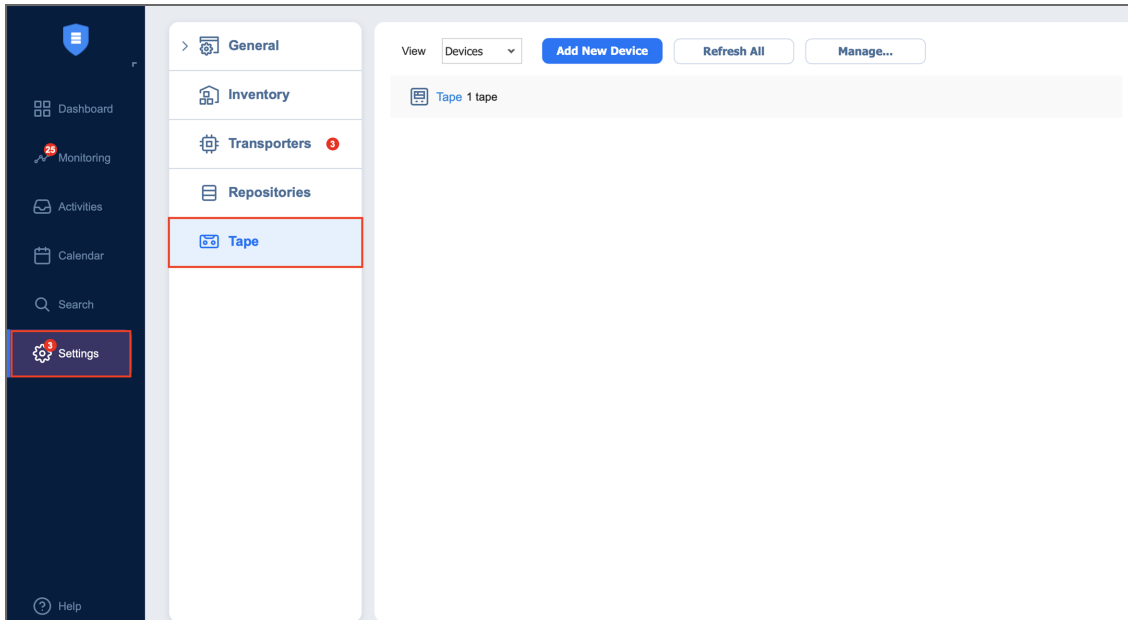 Dashboard
25
Monitoring
Activities
Calendar
Search
3
Settings
Help
General
Inventory
Transporters 3
Repositories
Tape
View Devices Add New Device Refresh All Manage...
Tape 1 tape